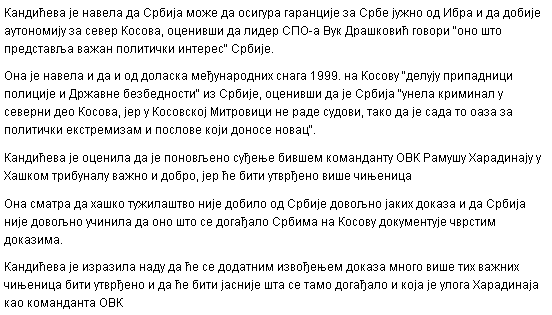 Кандићева је навела да Србија може да осигура гаранције за Србе јужно од Ибра и да добије
аутономију за север Косова, оценивши да лидер СПО-а Вук Драшковић говори "оно што
представља важан политички интерес" Србије.
Она је навела и да и од доласка међународних снага 1999. на Косову "делују припадници
полиције и Државне безбедности" из Србије, оценивши да је Србија "унела криминал у
северни део Косова, јер у Косовској Митровици не раде судови, тако да је сада то оаза за
политички екстремизам и послове који доносе новац".
Кандићева је оценила да је поновљено суђење бившем команданту ОВК Рамушу Харадинају у
Хашком трибуналу важно и добро, јер ће бити утврђено више чињеница
Она сматра да хашко тужилаштво није добило од Србије довољно јаких доказа и да Србија
није довољно учинила да оно што се догађало Србима на Косову документује чврстим
доказима.
Кандићева је изразила наду да ће се додатним извођењем доказа много више тих важних
чињеница бити утврђено и да ће бити јасније шта се тамо догађало и која је улога Харадинаја
као команданта ОВК